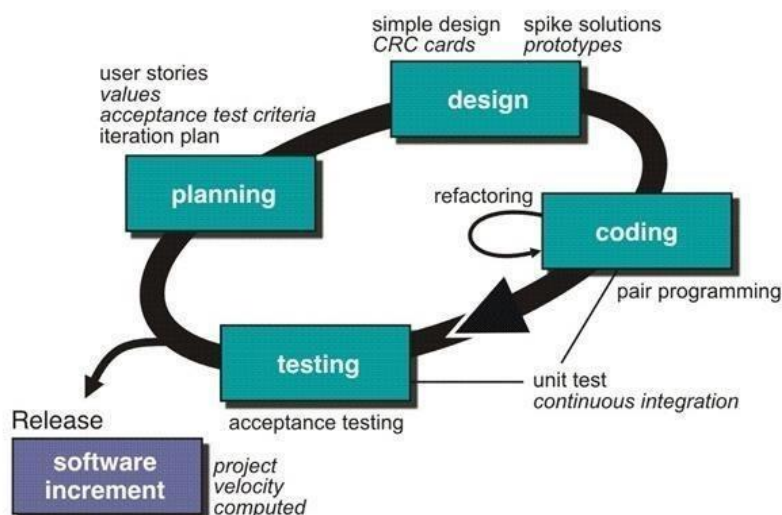 simple design
CRC cards
spike solutions
prototypes
design
user stories
values
acceptance test criteria
iteration plan
planning
refactoring
coding
pair programming
testing
acceptance testing
unit test
continuous integration
Release
software
increment
project
velocity
computed